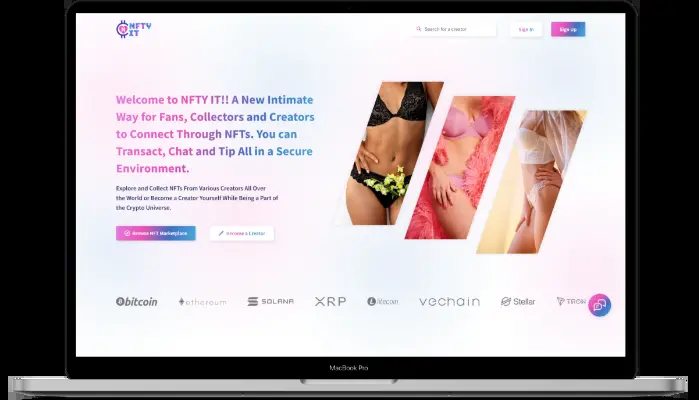 NFTY
IT
Search for a creator
Sign In
Sign Up
Welcome to NFTY IT!! A New Intimate
Way for Fans, Collectors and Creators
to Connect Through NFTs. You can
Transact, Chat and Tip All in a Secure
Environment.
Explore and Collect NFTs From Various Creators All Over
the World or Become a Creator Yourself While Being a Part of
the Crypto Universe.
Browse NFT Marketplace
Become a Creator
bitcoin
ethereum
SOLANA
XRP
litecoin
vechain
Stellar
TRON
MacBook Pro